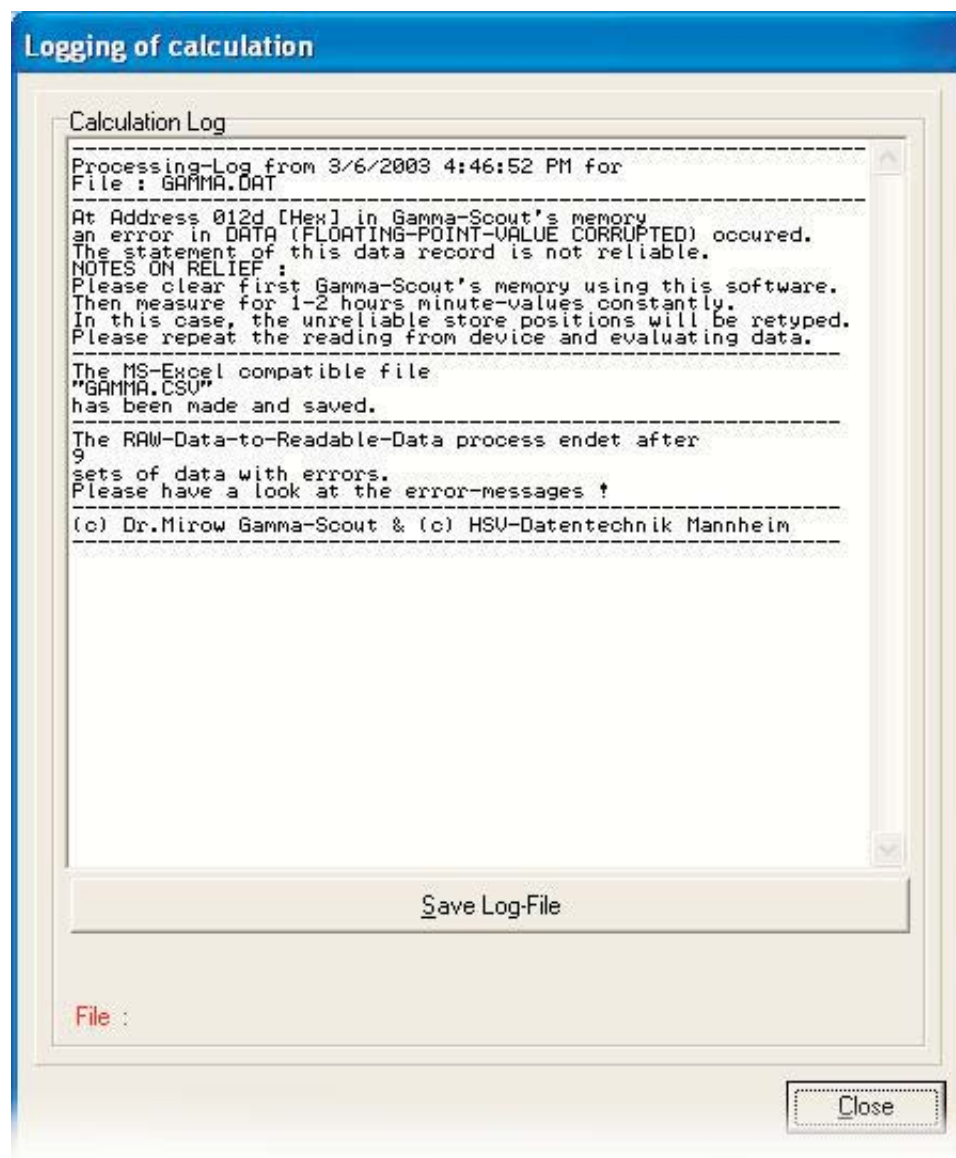 Logging of calculation
Calculation Log
--------------------------------------------------------------
Processing-Log from 3/6/2003 4:46:52 PM for
File : GAMMA.DAT
--------------------------------------------------------------
At Address 012d [Hex] in Gamma-Scout's memory
an error in DATA (FLOATING-POINT-VALUE CORRUPTED) occured.
The statement of this data record is not reliable.
NOTES ON RELIEF :
Please clear first Gamma-Scout's memory using this software.
Then measure for 1-2 hours minute-values constantly.
In this case, the unreliable store positions will be retyped.
Please repeat the reading from device and evaluating data.
------------------------------------------------------------
The MS-Excel compatible file
"GAMMA.CSV"
has been made and saved.
------------------------------------------------------------
The RAW-Data-to-Readable-Data process endet after
9
sets of data with errors.
Please have a look at the error-messages !
------------------------------------------------------------
(c) Dr.Mirow Gamma-Scout & (c) HSV-Datentechnik Mannheim
------------------------------------------------------------
Save Log-File
File :
Close